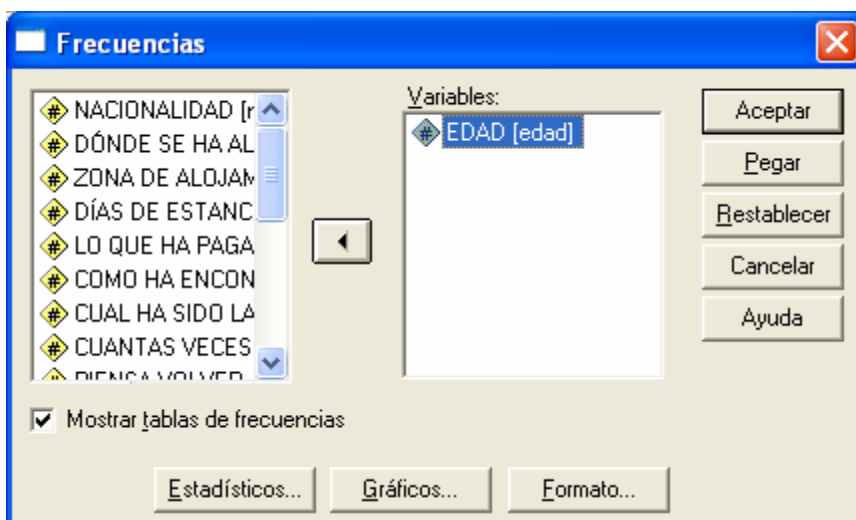 Frecuencias
NACIONALIDAD [r
DÓNDE SE HA AL
ZONA DE ALOJAM
DÍAS DE ESTANC
LO QUE HA PAGA
COMO HA ENCON
CUAL HA SIDO LA
CUANTAS VECES
PIENSA VOLVER
Variables:
EDAD [edad]
Aceptar
Pegar
Restablecer
Cancelar
Ayuda
Mostrar tablas de frecuencias
Estadísticos...
Gráficos...
Formato...